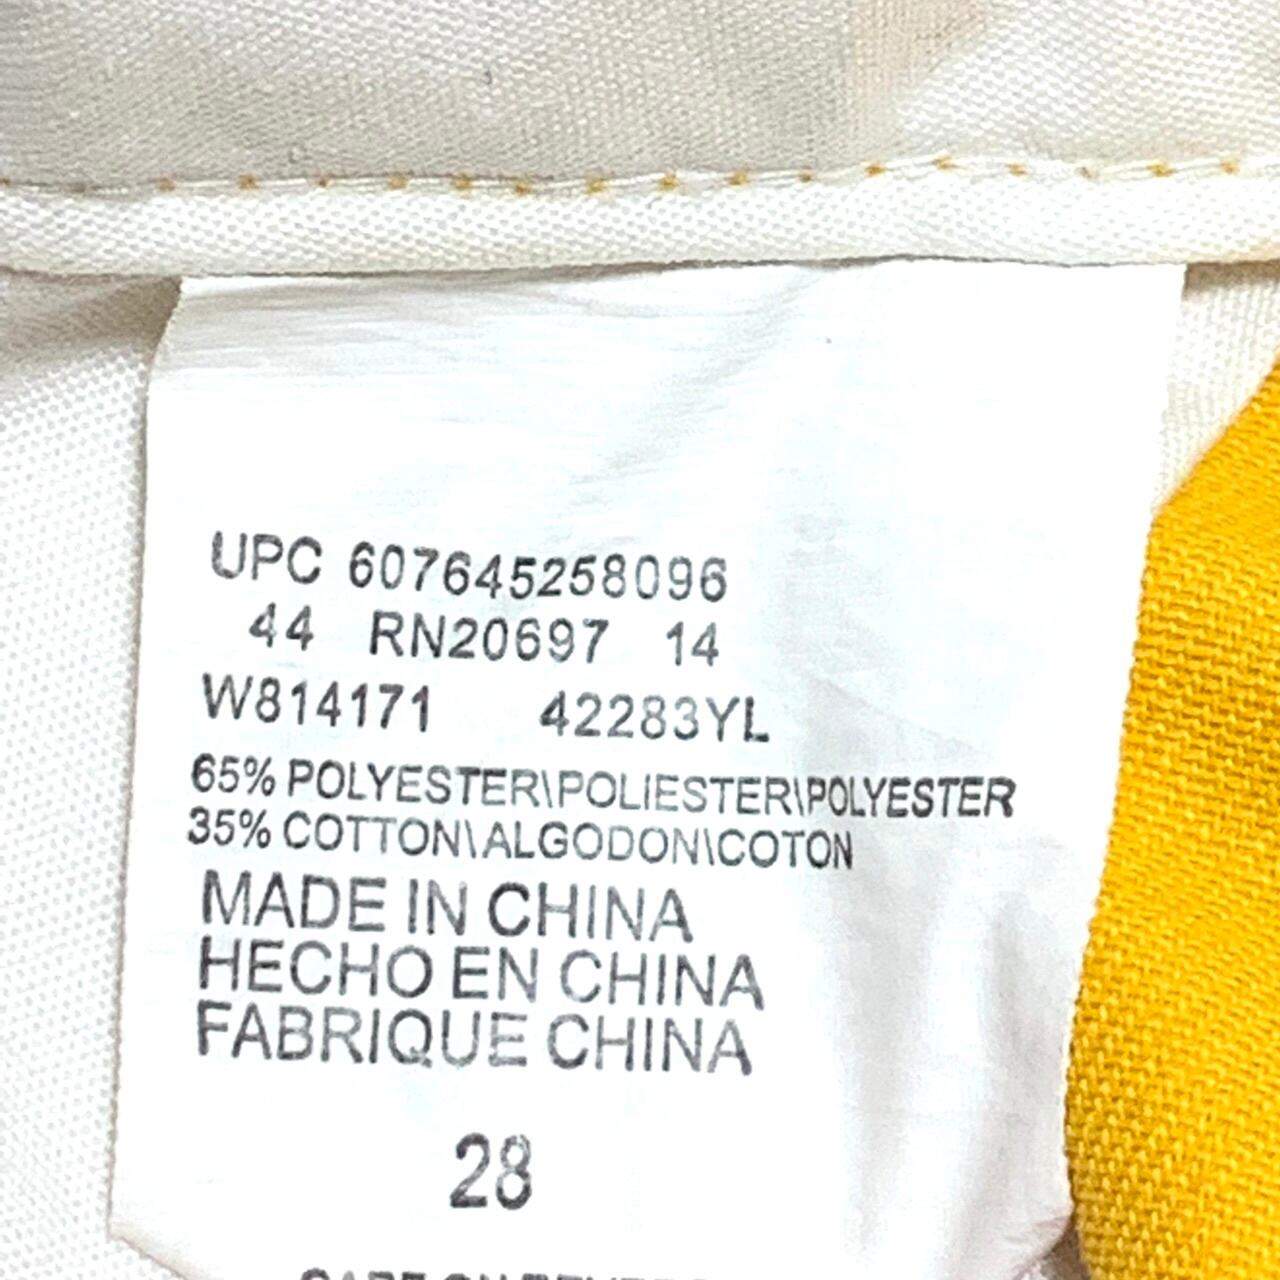 UPC 607645258096
44 RN20697 14
W814171 42283YL
65% POLYESTER\POLIESTER\POLYESTER
35% COTTON\ALGODON\COTON
MADE IN CHINA
HECHO EN CHINA
FABRIQUE CHINA
28